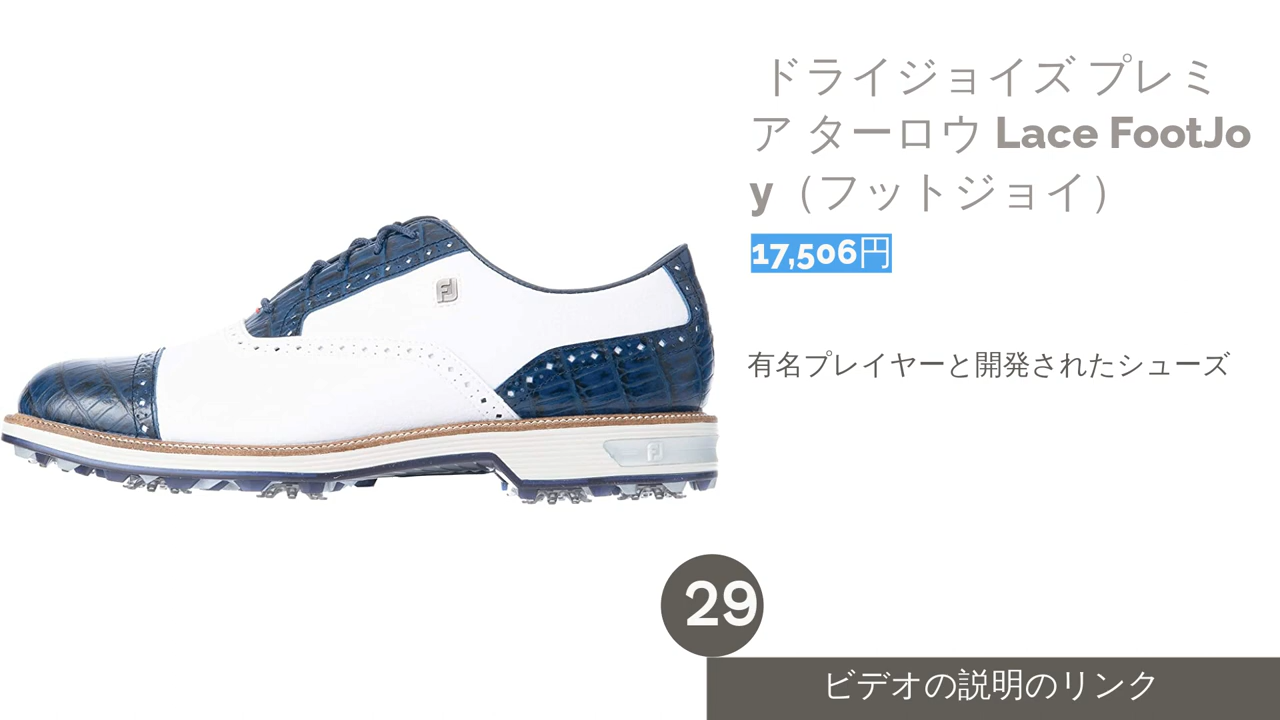 ドライジョイズ プレミ
ア ターロウ Lace FootJo
y（フットジョイ）
17,506円
有名プレイヤーと開発されたシューズ
FJ
FJ
29
ビデオの説明のリンク